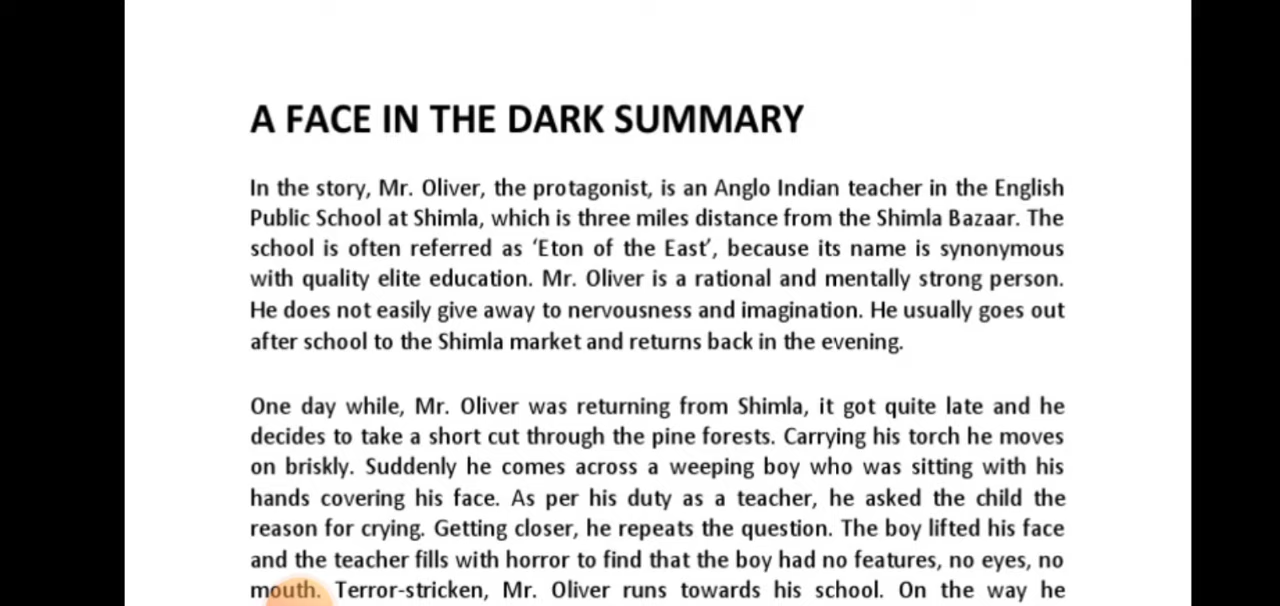 A FACE IN THE DARK SUMMARY
In the story, Mr. Oliver, the protagonist, is an Anglo Indian teacher in the English
Public School at Shimla, which is three miles distance from the Shimla Bazaar. The
school is often referred as ‘Eton of the East’, because its name is synonymous
with quality elite education. Mr. Oliver is a rational and mentally strong person.
He does not easily give away to nervousness and imagination. He usually goes out
after school to the Shimla market and returns back in the evening.
One day while, Mr. Oliver was returning from Shimla, it got quite late and he
decides to take a short cut through the pine forests. Carrying his torch he moves
on briskly. Suddenly he comes across a weeping boy who was sitting with his
hands covering his face. As per his duty as a teacher, he asked the child the
reason for crying. Getting closer, he repeats the question. The boy lifted his face
and the teacher fills with horror to find that the boy had no features, no eyes, no
mouth. Terror-stricken, Mr. Oliver runs towards his school. On the way he